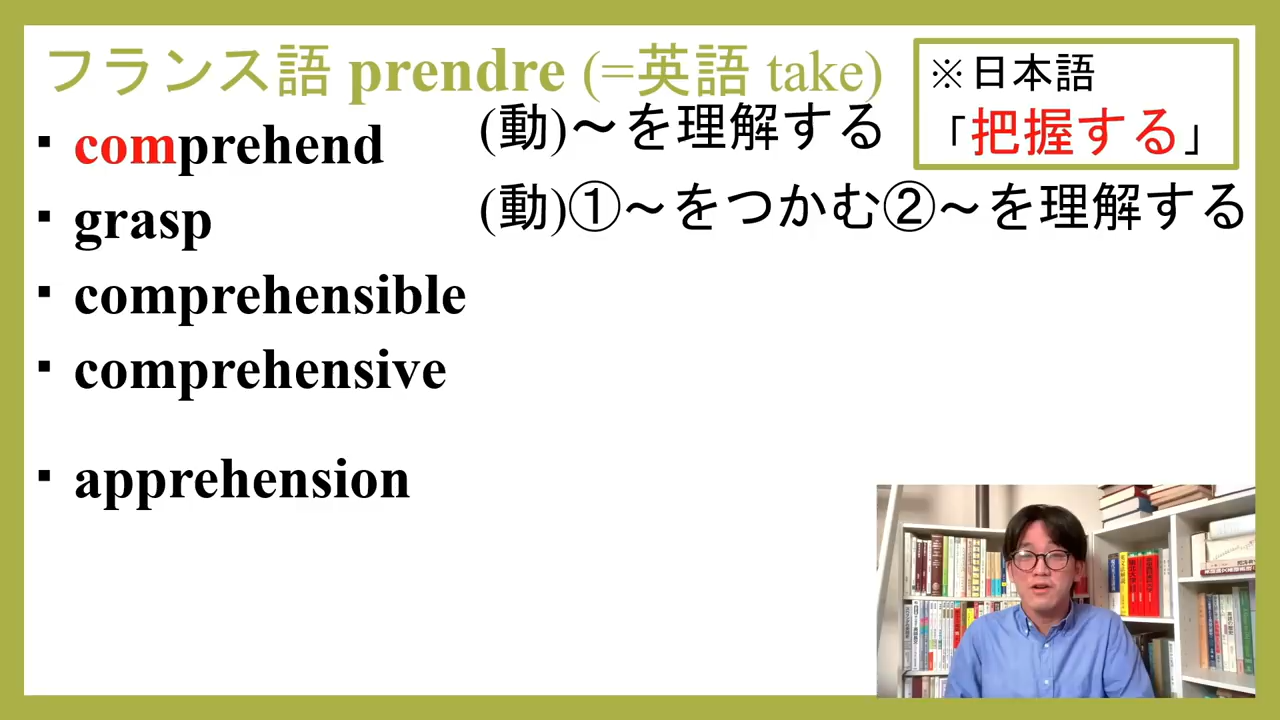 フランス語 prendre (=英語 take)
※日本語
「把握する」
・comprehend (動)～を理解する
・grasp (動)①～をつかむ②～を理解する
・comprehensible
・comprehensive
・apprehension